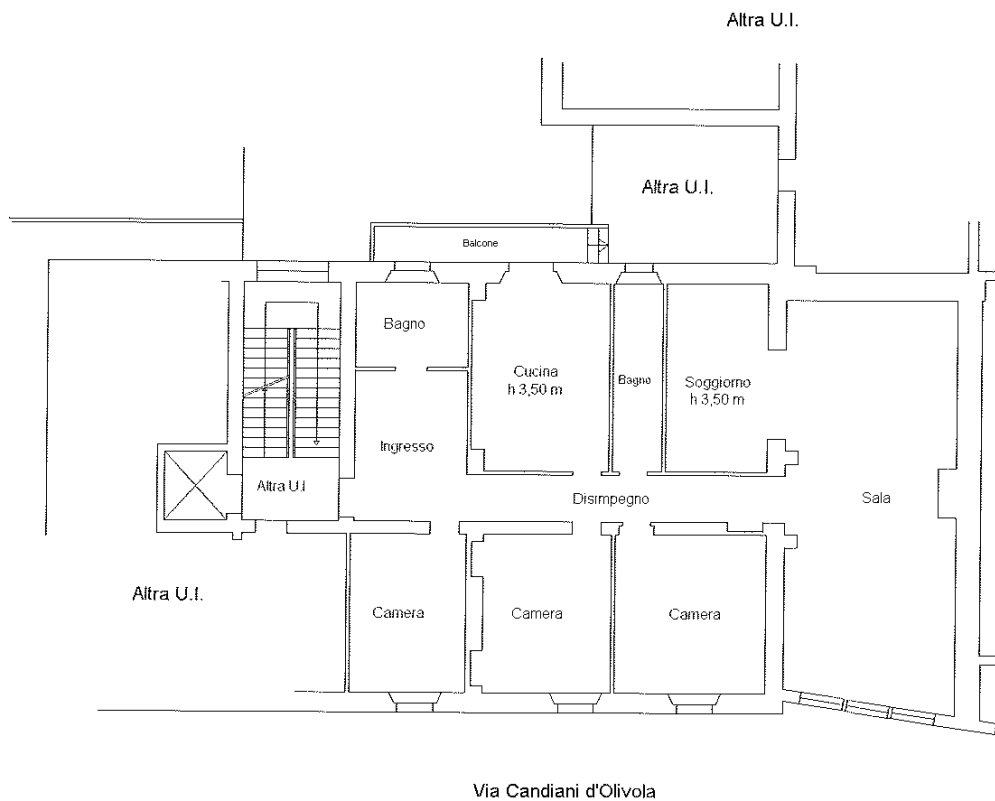 Altra U.I.
Altra U.I.
Balcone
Bagno
Cucina
h 3,50 m
Bagno
Soggiorno
h 3,50 m
Ingresso
Altra U.I
Disimpegno
Sala
Altra U.I.
Camera
Camera
Camera
Via Candiani d'Olivola